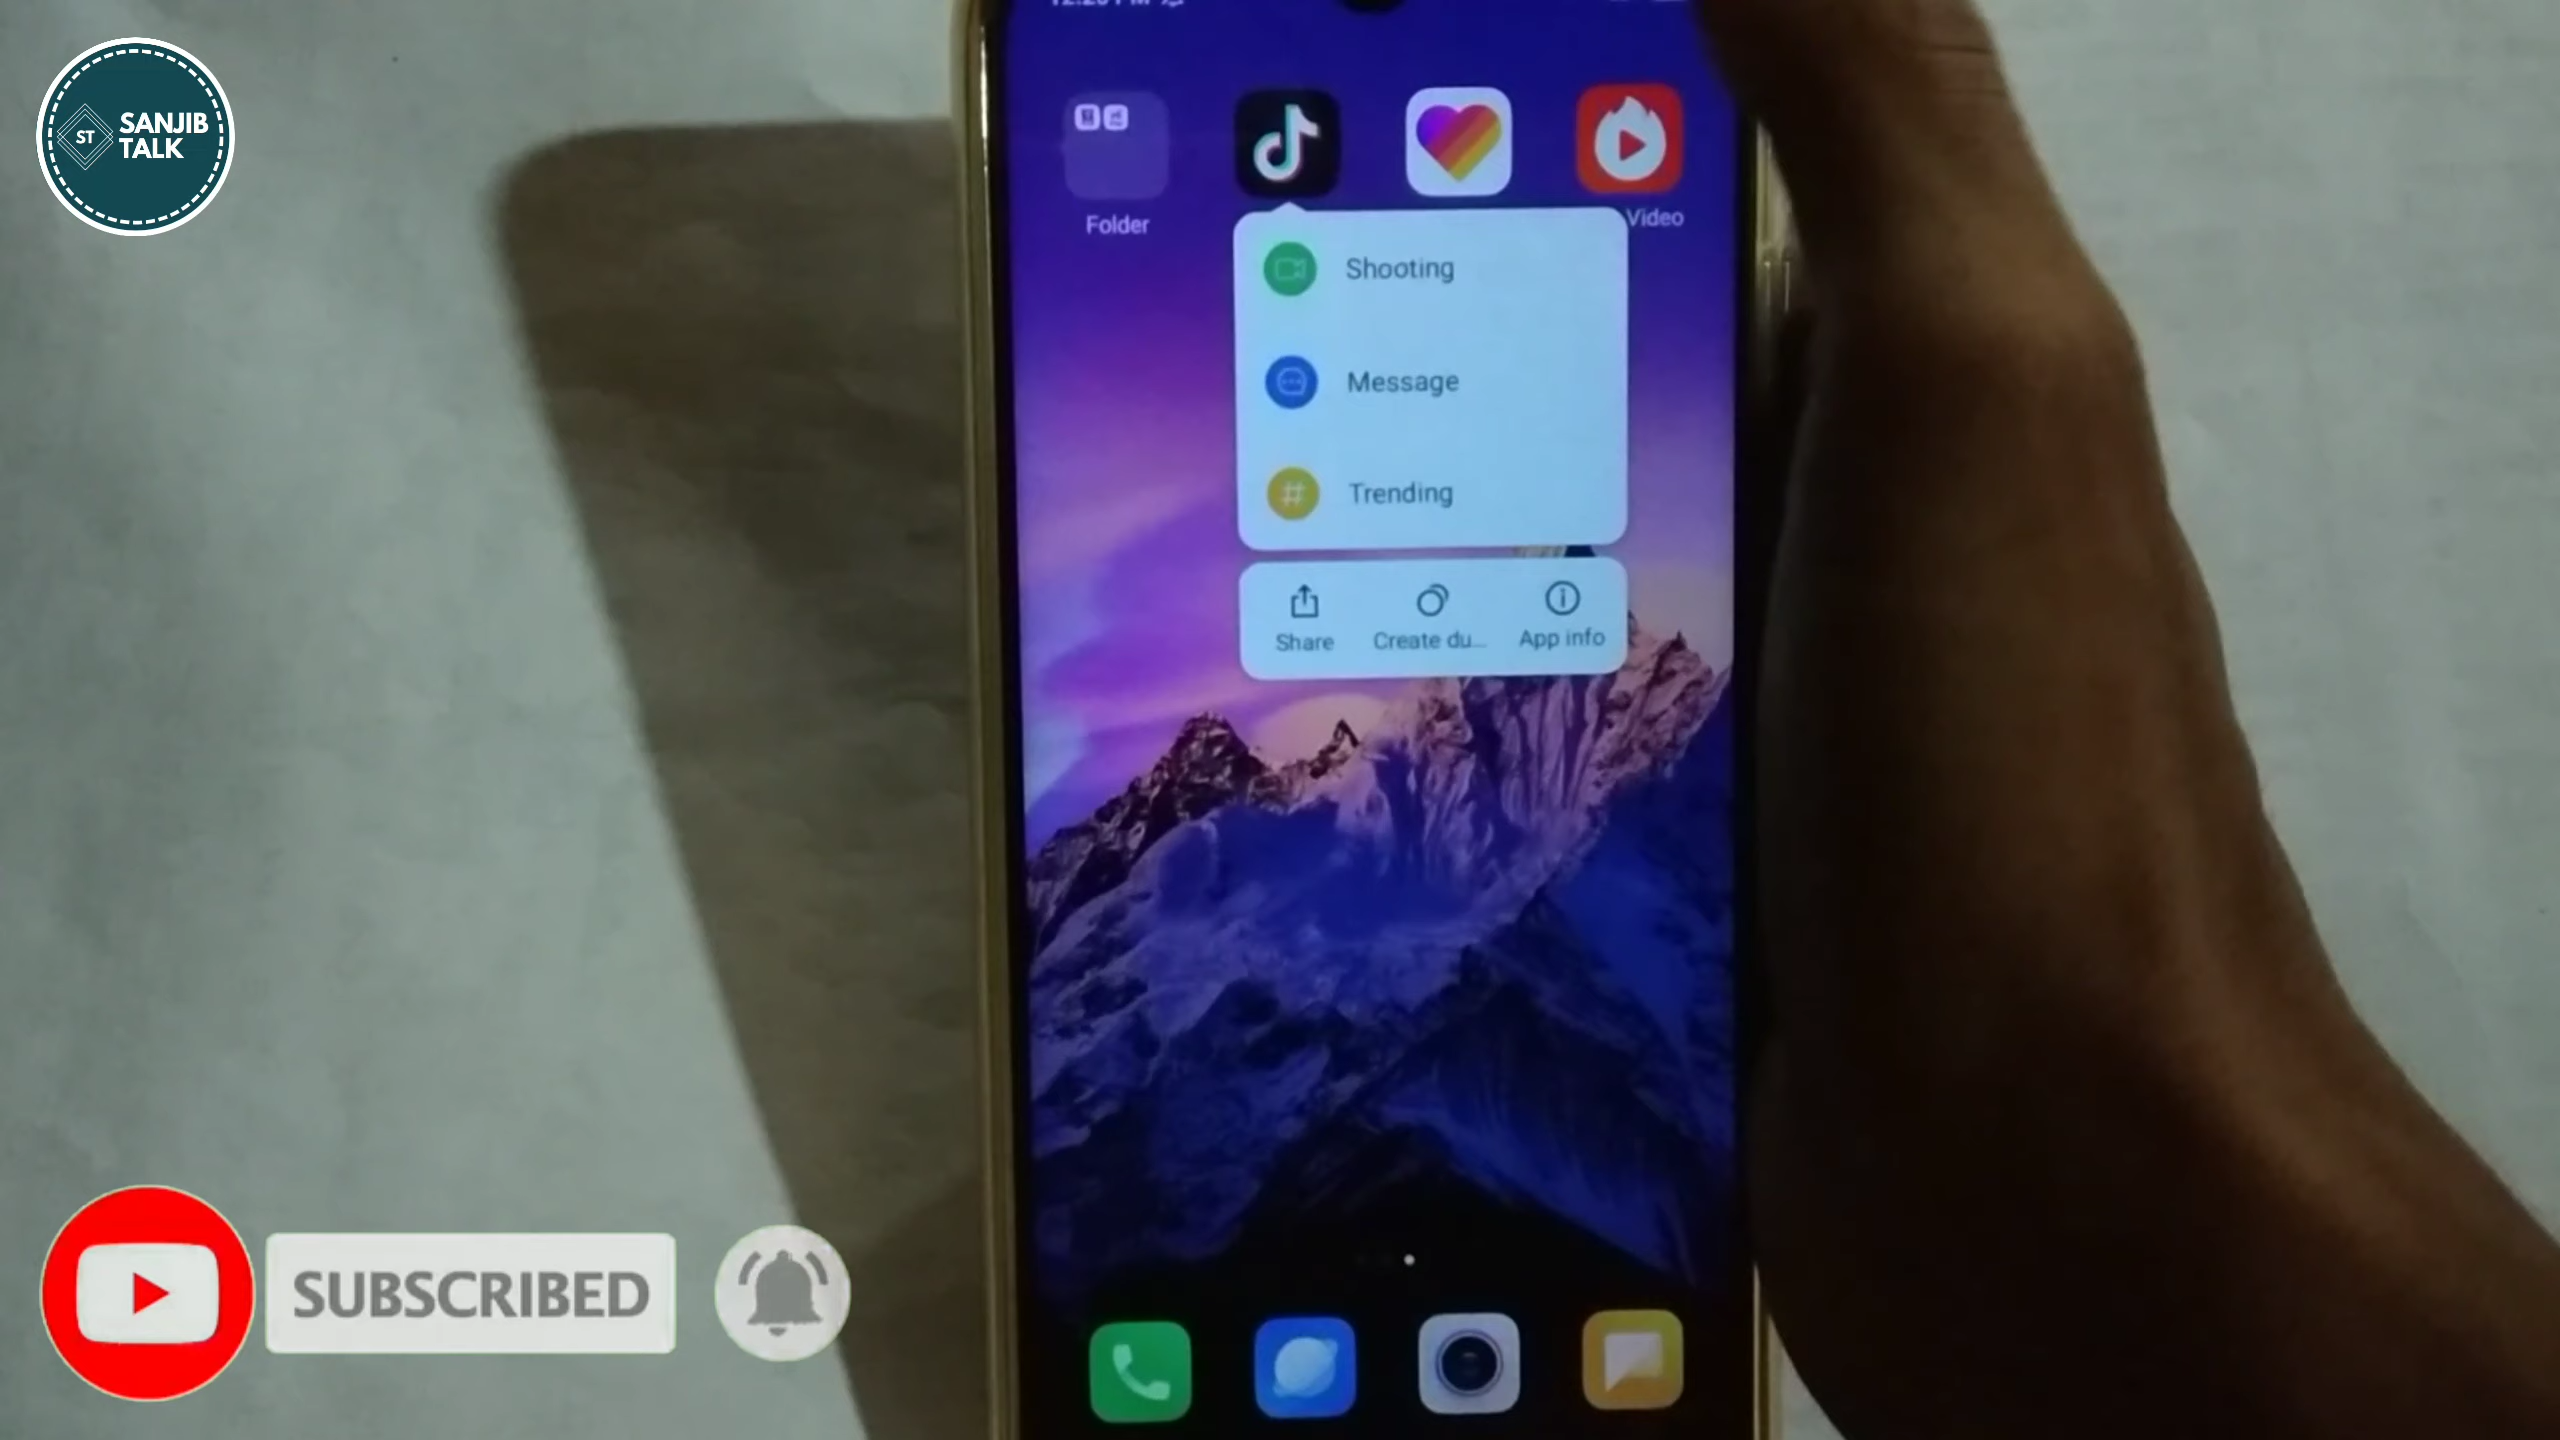 SANJIB
ST
TALK
Folder
Video
Shooting
Message
Trending
Share
Create du...
App info
SUBSCRIBED